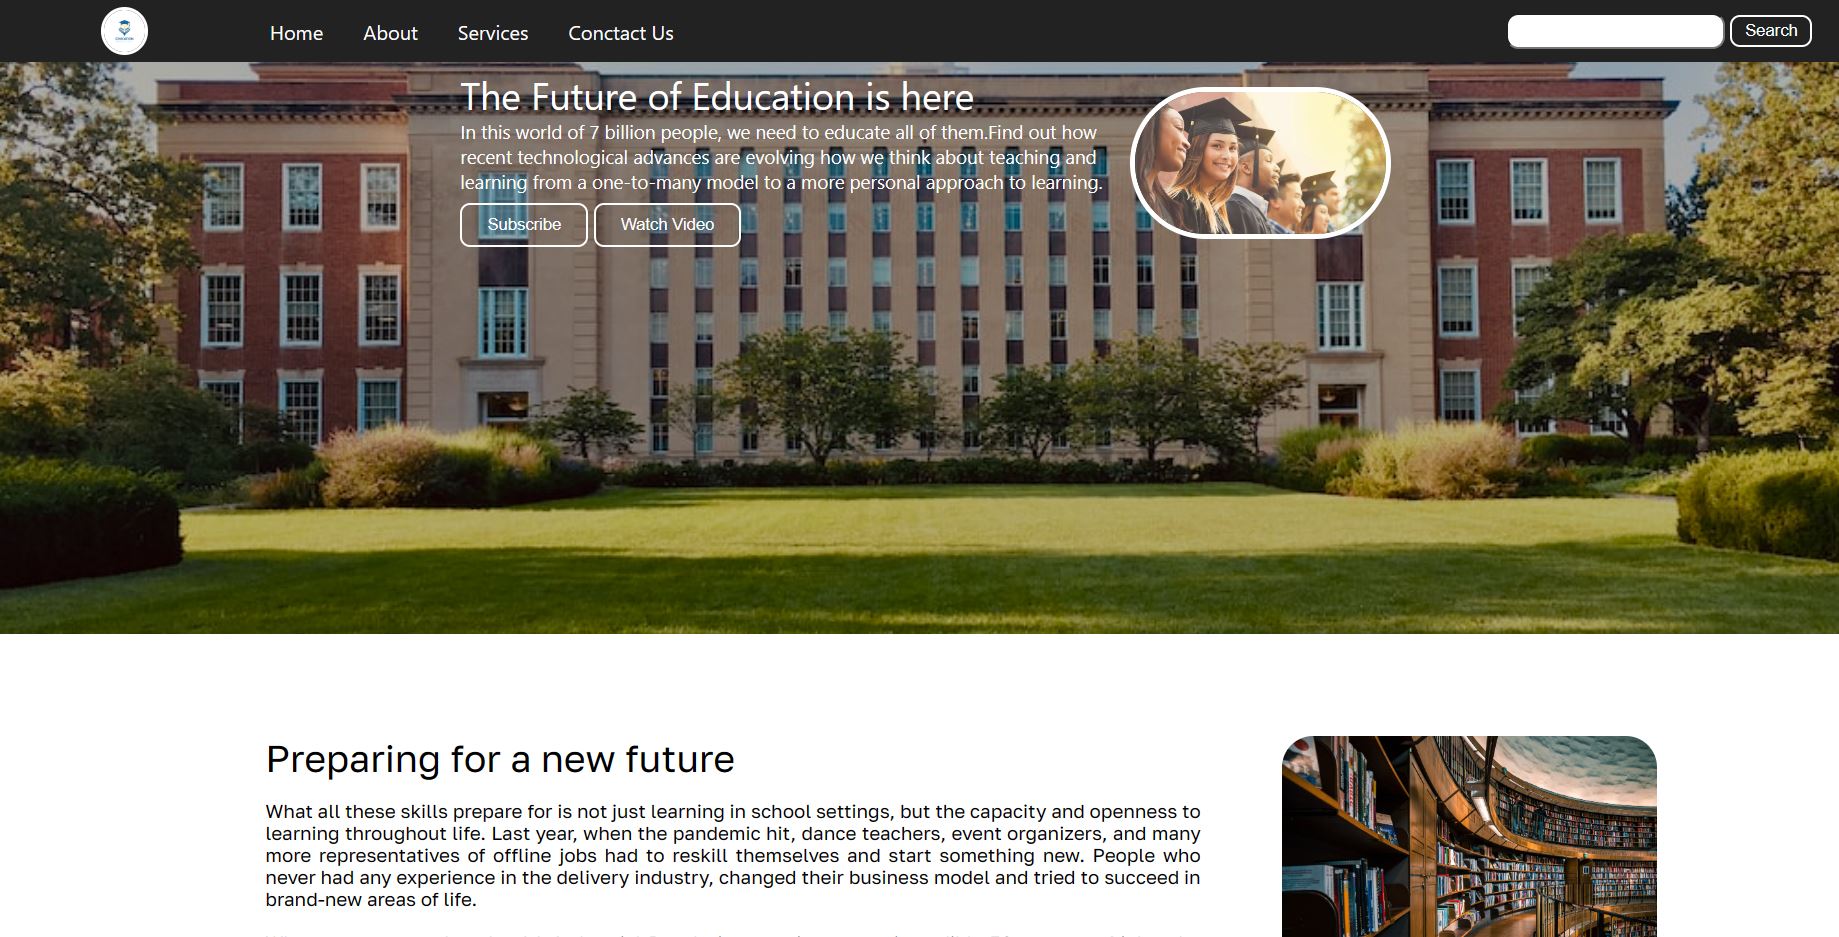 Home About Services Conctact Us Search
The Future of Education is here
In this world of 7 billion people, we need to educate all of them.Find out how
recent technological advances are evolving how we think about teaching and
learning from a one-to-many model to a more personal approach to learning.
Subscribe Watch Video
Preparing for a new future
What all these skills prepare for is not just learning in school settings, but the capacity and openness to
learning throughout life. Last year, when the pandemic hit, dance teachers, event organizers, and many
more representatives of offline jobs had to reskill themselves and start something new. People who
never had any experience in the delivery industry, changed their business model and tried to succeed in
brand-new areas of life.